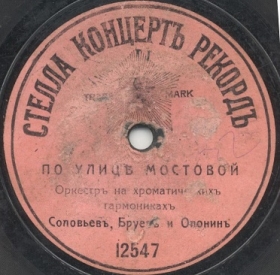 СТЕЛЛА КОНЦЕРТЪ РЕКОРДЪ
TRADE MARK
ПО УЛИЦѢ МОСТОВОЙ
Оркестръ на хроматическихъ
гармоникахъ
Соловьевъ, Бруевъ и Опонинъ
12547